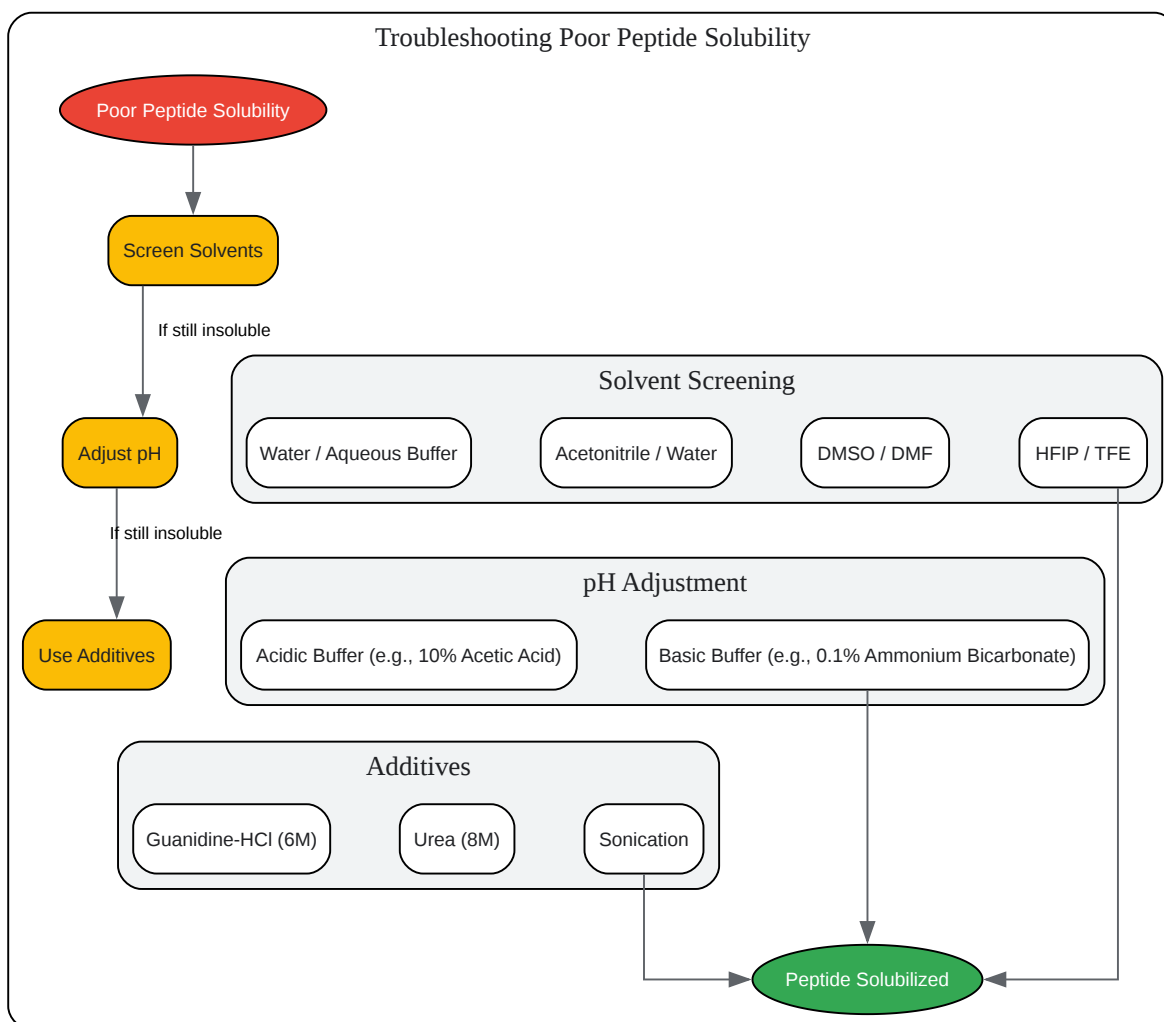 Troubleshooting Poor Peptide Solubility
Poor Peptide Solubility
Screen Solvents
If still insoluble
Solvent Screening
Adjust pH
Water / Aqueous Buffer
Acetonitrile / Water
DMSO / DMF
HFIP / TFE
If still insoluble
pH Adjustment
Use Additives
Acidic Buffer (e.g., 10% Acetic Acid)
Basic Buffer (e.g., 0.1% Ammonium Bicarbonate)
Additives
Guanidine-HCl (6M)
Urea (8M)
Sonication
Peptide Solubilized